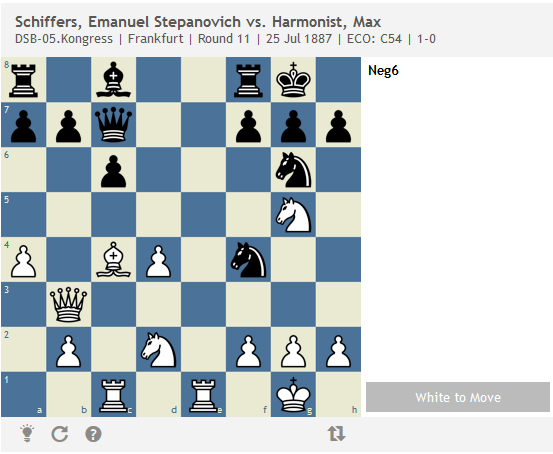 Schiffers, Emanuel Stepanovich vs. Harmonist, Max
DSB-05.Kongress | Frankfurt | Round 11 | 25 Jul 1887 | ECO: C54 | 1-0
Neg6
8
7
6
5
4
3
2
1
a b c d e f g h
White to Move
?